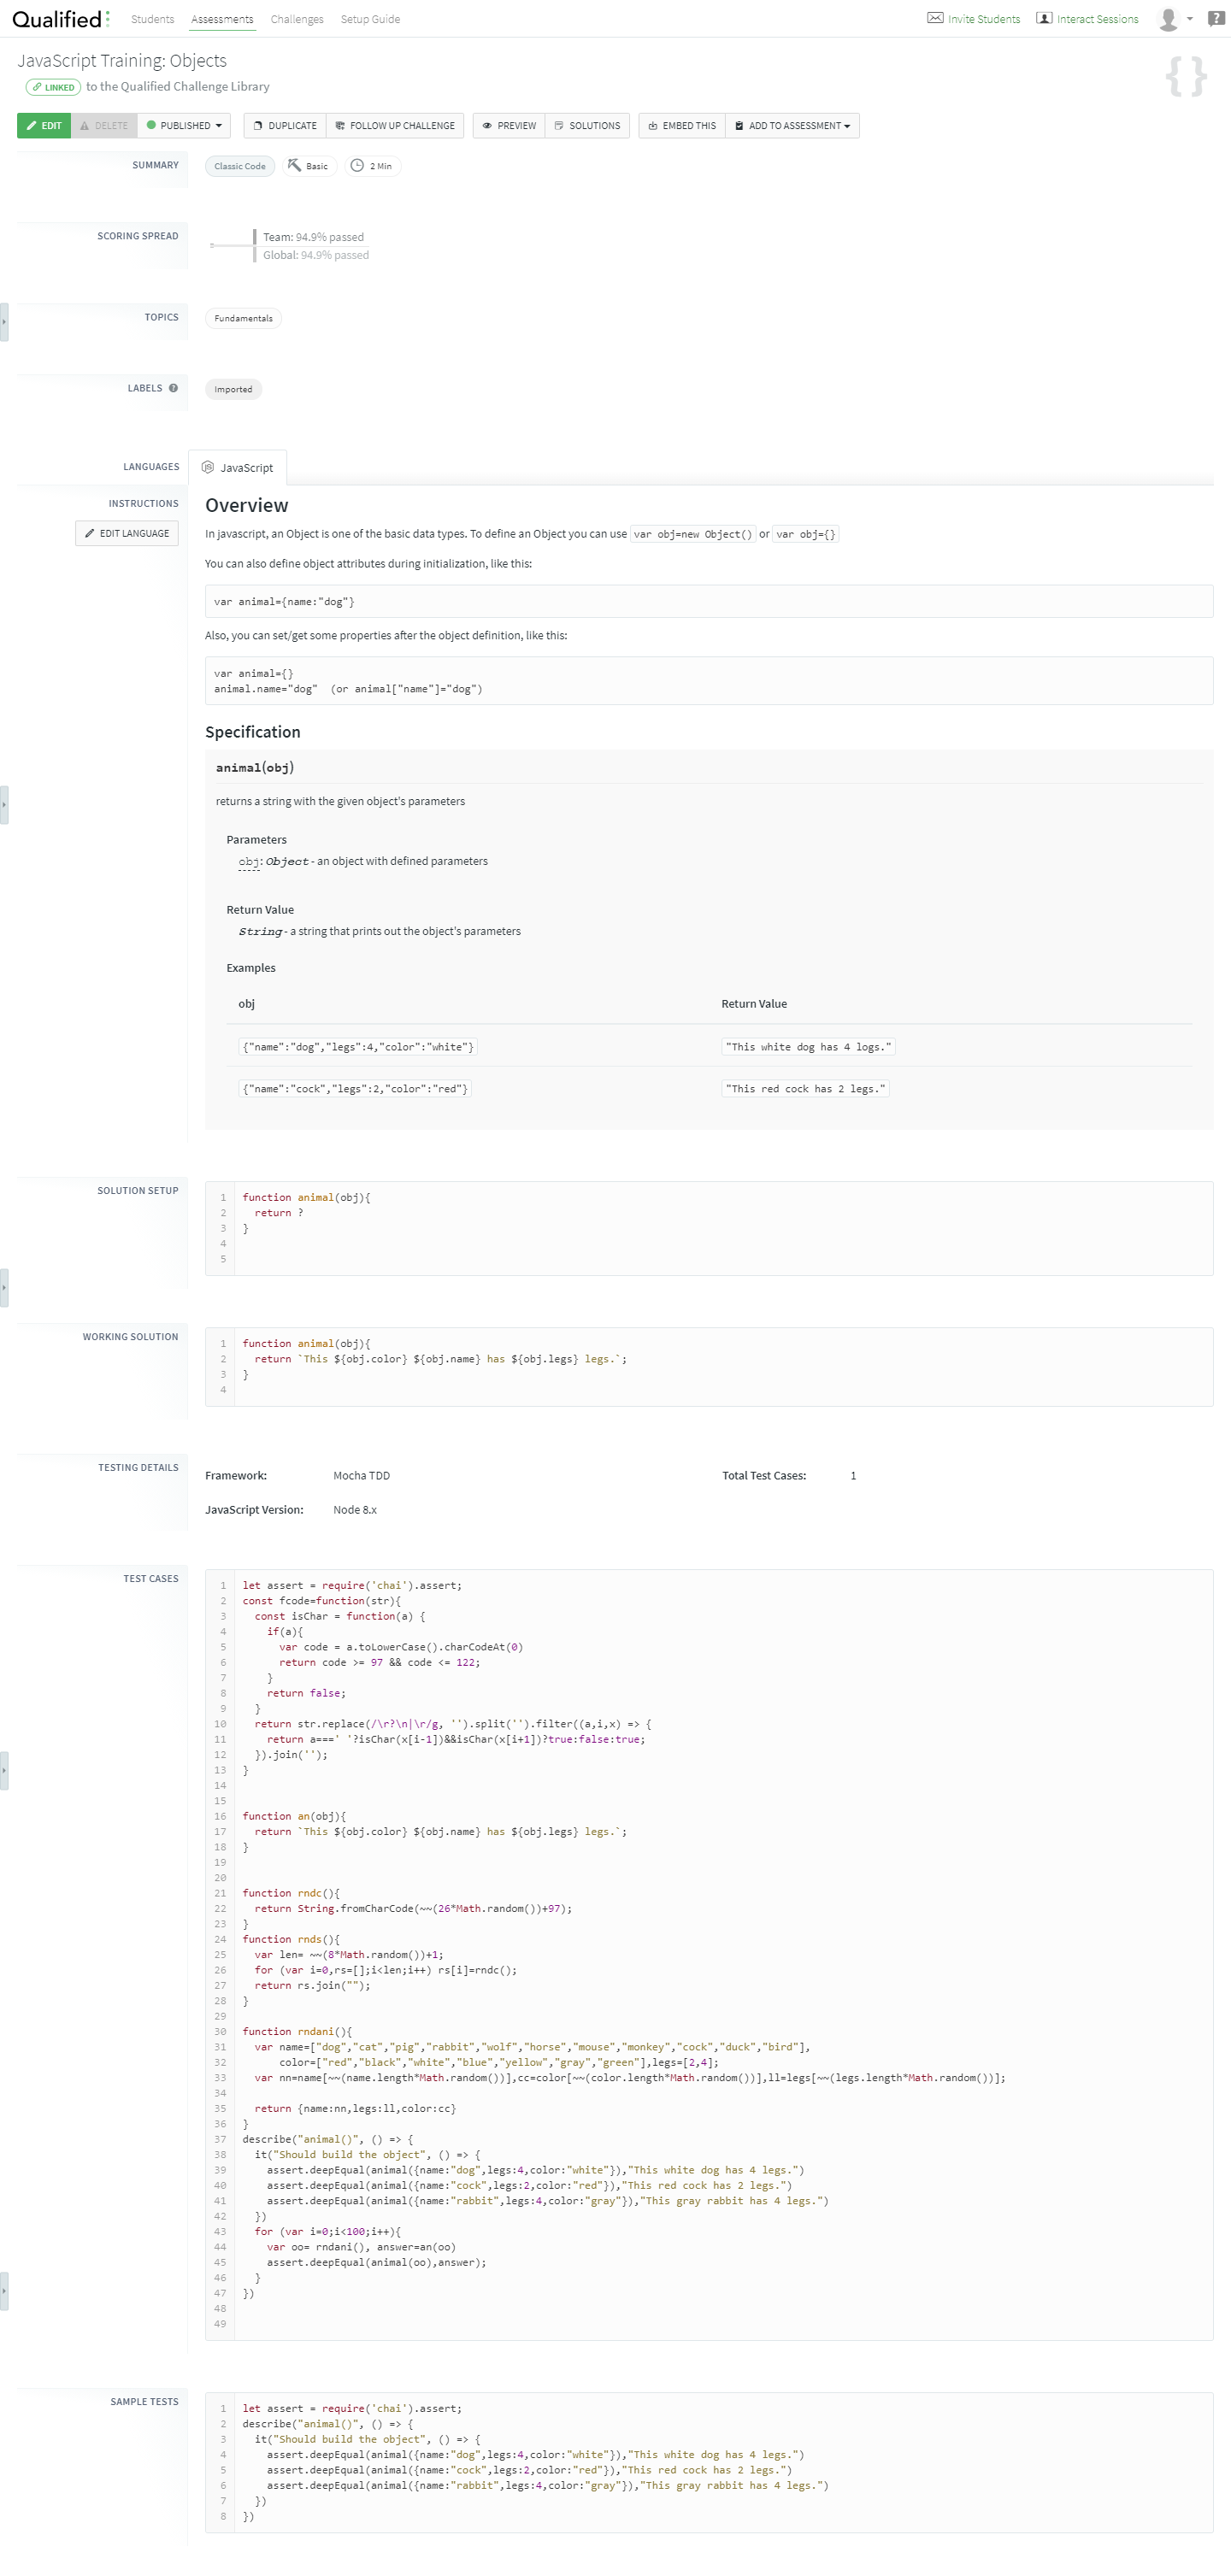 Qualified
Students
Assessments
Challenges
Setup Guide
Invite Students
Interact Sessions
JavaScript Training: Objects
LINKED to the Qualified Challenge Library
EDIT
DELETE
PUBLISHED
DUPLICATE
FOLLOW UP CHALLENGE
PREVIEW
SOLUTIONS
EMBED THIS
ADD TO ASSESSMENT
SUMMARY
Classic Code
Basic
2 Min
SCORING SPREAD
Team: 94.9% passed
Global: 94.9% passed
TOPICS
Fundamentals
LABELS
Imported
LANGUAGES
JavaScript
INSTRUCTIONS
EDIT LANGUAGE
Overview
In javascript, an Object is one of the basic data types. To define an Object you can use var obj=new Object() or var obj={}
You can also define object attributes during initialization, like this:
var animal={name:"dog"}
Also, you can set/get some properties after the object definition, like this:
var animal={}
animal.name="dog"  (or animal["name"]="dog")
Specification
animal(obj)
returns a string with the given object's parameters
Parameters
obj: Object - an object with defined parameters
Return Value
String - a string that prints out the object's parameters
Examples
obj
Return Value
{"name":"dog","legs":4,"color":"white"}
"This white dog has 4 logs."
{"name":"cock","legs":2,"color":"red"}
"This red cock has 2 legs."
SOLUTION SETUP
1 function animal(obj){
2   return ?
3 }
4
5
WORKING SOLUTION
1 function animal(obj){
2   return `This ${obj.color} ${obj.name} has ${obj.legs} legs.`;
3 }
4
TESTING DETAILS
Framework: Mocha TDD
Total Test Cases: 1
JavaScript Version: Node 8.x
TEST CASES
1 let assert = require('chai').assert;
2 const fcode=function(str){
3   const isChar = function(a) {
4     if(a){
5       var code = a.toLowerCase().charCodeAt(0)
6       return code >= 97 && code <= 122;
7     }
8     return false;
9   }
10   return str.replace(/\r?\n|\r/g, '').split('').filter((a,i,x) => {
11     return a===' '?isChar(x[i-1])&&isChar(x[i+1])?true:false:true;
12   }).join('');
13 }
14
15
16 function an(obj){
17   return `This ${obj.color} ${obj.name} has ${obj.legs} legs.`;
18 }
19
20
21 function rndc(){
22   return String.fromCharCode(~~(26*Math.random())+97);
23 }
24 function rnds(){
25   var len= ~~(8*Math.random())+1;
26   for (var i=0,rs=[];i<len;i++) rs[i]=rndc();
27   return rs.join("");
28 }
29
30 function rndani(){
31   var name=["dog","cat","pig","rabbit","wolf","horse","mouse","monkey","cock","duck","bird"],
32       color=["red","black","white","blue","yellow","gray","green"],legs=[2,4];
33   var nn=name[~~(name.length*Math.random())],cc=color[~~(color.length*Math.random())],ll=legs[~~(legs.length*Math.random())];
34
35   return {name:nn,legs:ll,color:cc}
36 }
37 describe("animal()", () => {
38   it("Should build the object", () => {
39     assert.deepEqual(animal({name:"dog",legs:4,color:"white"}),"This white dog has 4 legs.")
40     assert.deepEqual(animal({name:"cock",legs:2,color:"red"}),"This red cock has 2 legs.")
41     assert.deepEqual(animal({name:"rabbit",legs:4,color:"gray"}),"This gray rabbit has 4 legs.")
42   })
43   for (var i=0;i<100;i++){
44     var oo= rndani(), answer=an(oo)
45     assert.deepEqual(animal(oo),answer);
46   }
47 })
48
49
SAMPLE TESTS
1 let assert = require('chai').assert;
2 describe("animal()", () => {
3   it("Should build the object", () => {
4     assert.deepEqual(animal({name:"dog",legs:4,color:"white"}),"This white dog has 4 legs.")
5     assert.deepEqual(animal({name:"cock",legs:2,color:"red"}),"This red cock has 2 legs.")
6     assert.deepEqual(animal({name:"rabbit",legs:4,color:"gray"}),"This gray rabbit has 4 legs.")
7   })
8 })